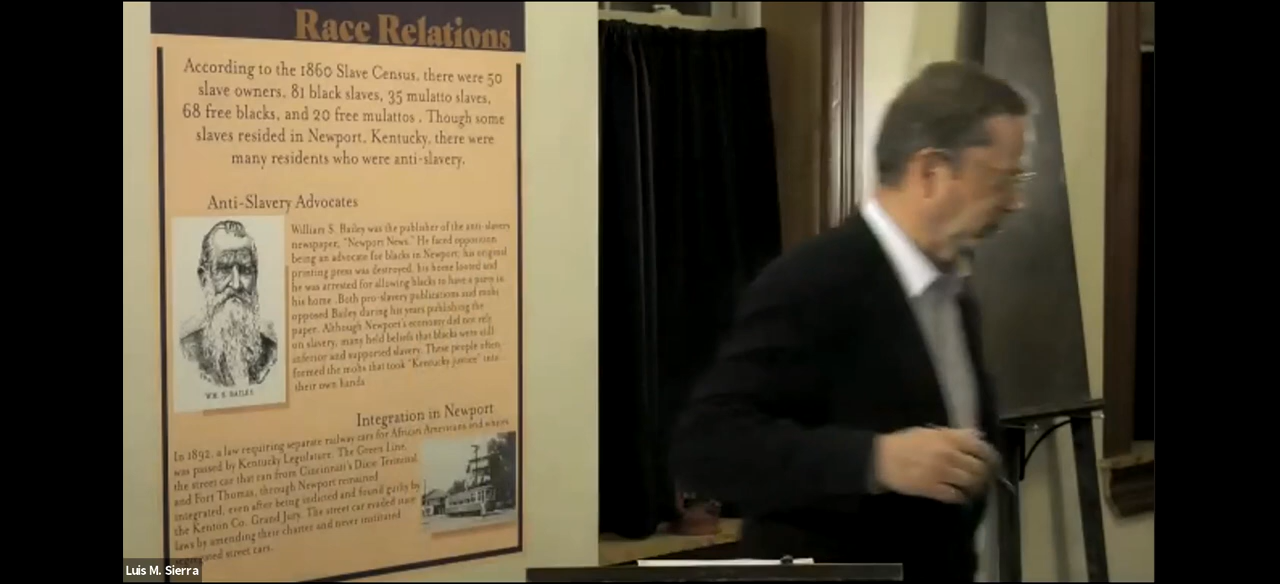 Race Relations
According to the 1860 Slave Census, there were 50
slave owners, 81 black slaves, 35 mulatto slaves,
68 free blacks, and 20 free mulattos . Though some
slaves resided in Newport, Kentucky, there were
many residents who were anti-slavery.
Anti-Slavery Advocates
William S. Bailey was the publisher of the anti-slavery
newspaper, "Newport News." He faced opposition
being an advocate for blacks in Newport; his original
printing press was destroyed, his home looted and
he was arrested for allowing blacks to have a party in
his home .Both pro-slavery publications and mobs
opposed Bailey during his years publishing the
paper. Although Newport's economy did not rely
on slavery, many held beliefs that blacks were still
inferior and supported slavery. These people often
formed the mobs that took "Kentucky justice" into
their own hands
WM. S. BAILEY.
Integration in Newport
In 1892, a law requiring separate railway cars for African Americans and whites
was passed by Kentucky Legislature. The Green Line,
the street car that ran from Cincinnati's Dixie Terminal
and Fort Thomas, through Newport remained
integrated, even after being indicted and found guilty by
the Kenton Co. Grand Jury. The street car evaded state
laws by amending their charter and never instituted
street cars.
Luis M. Sierra